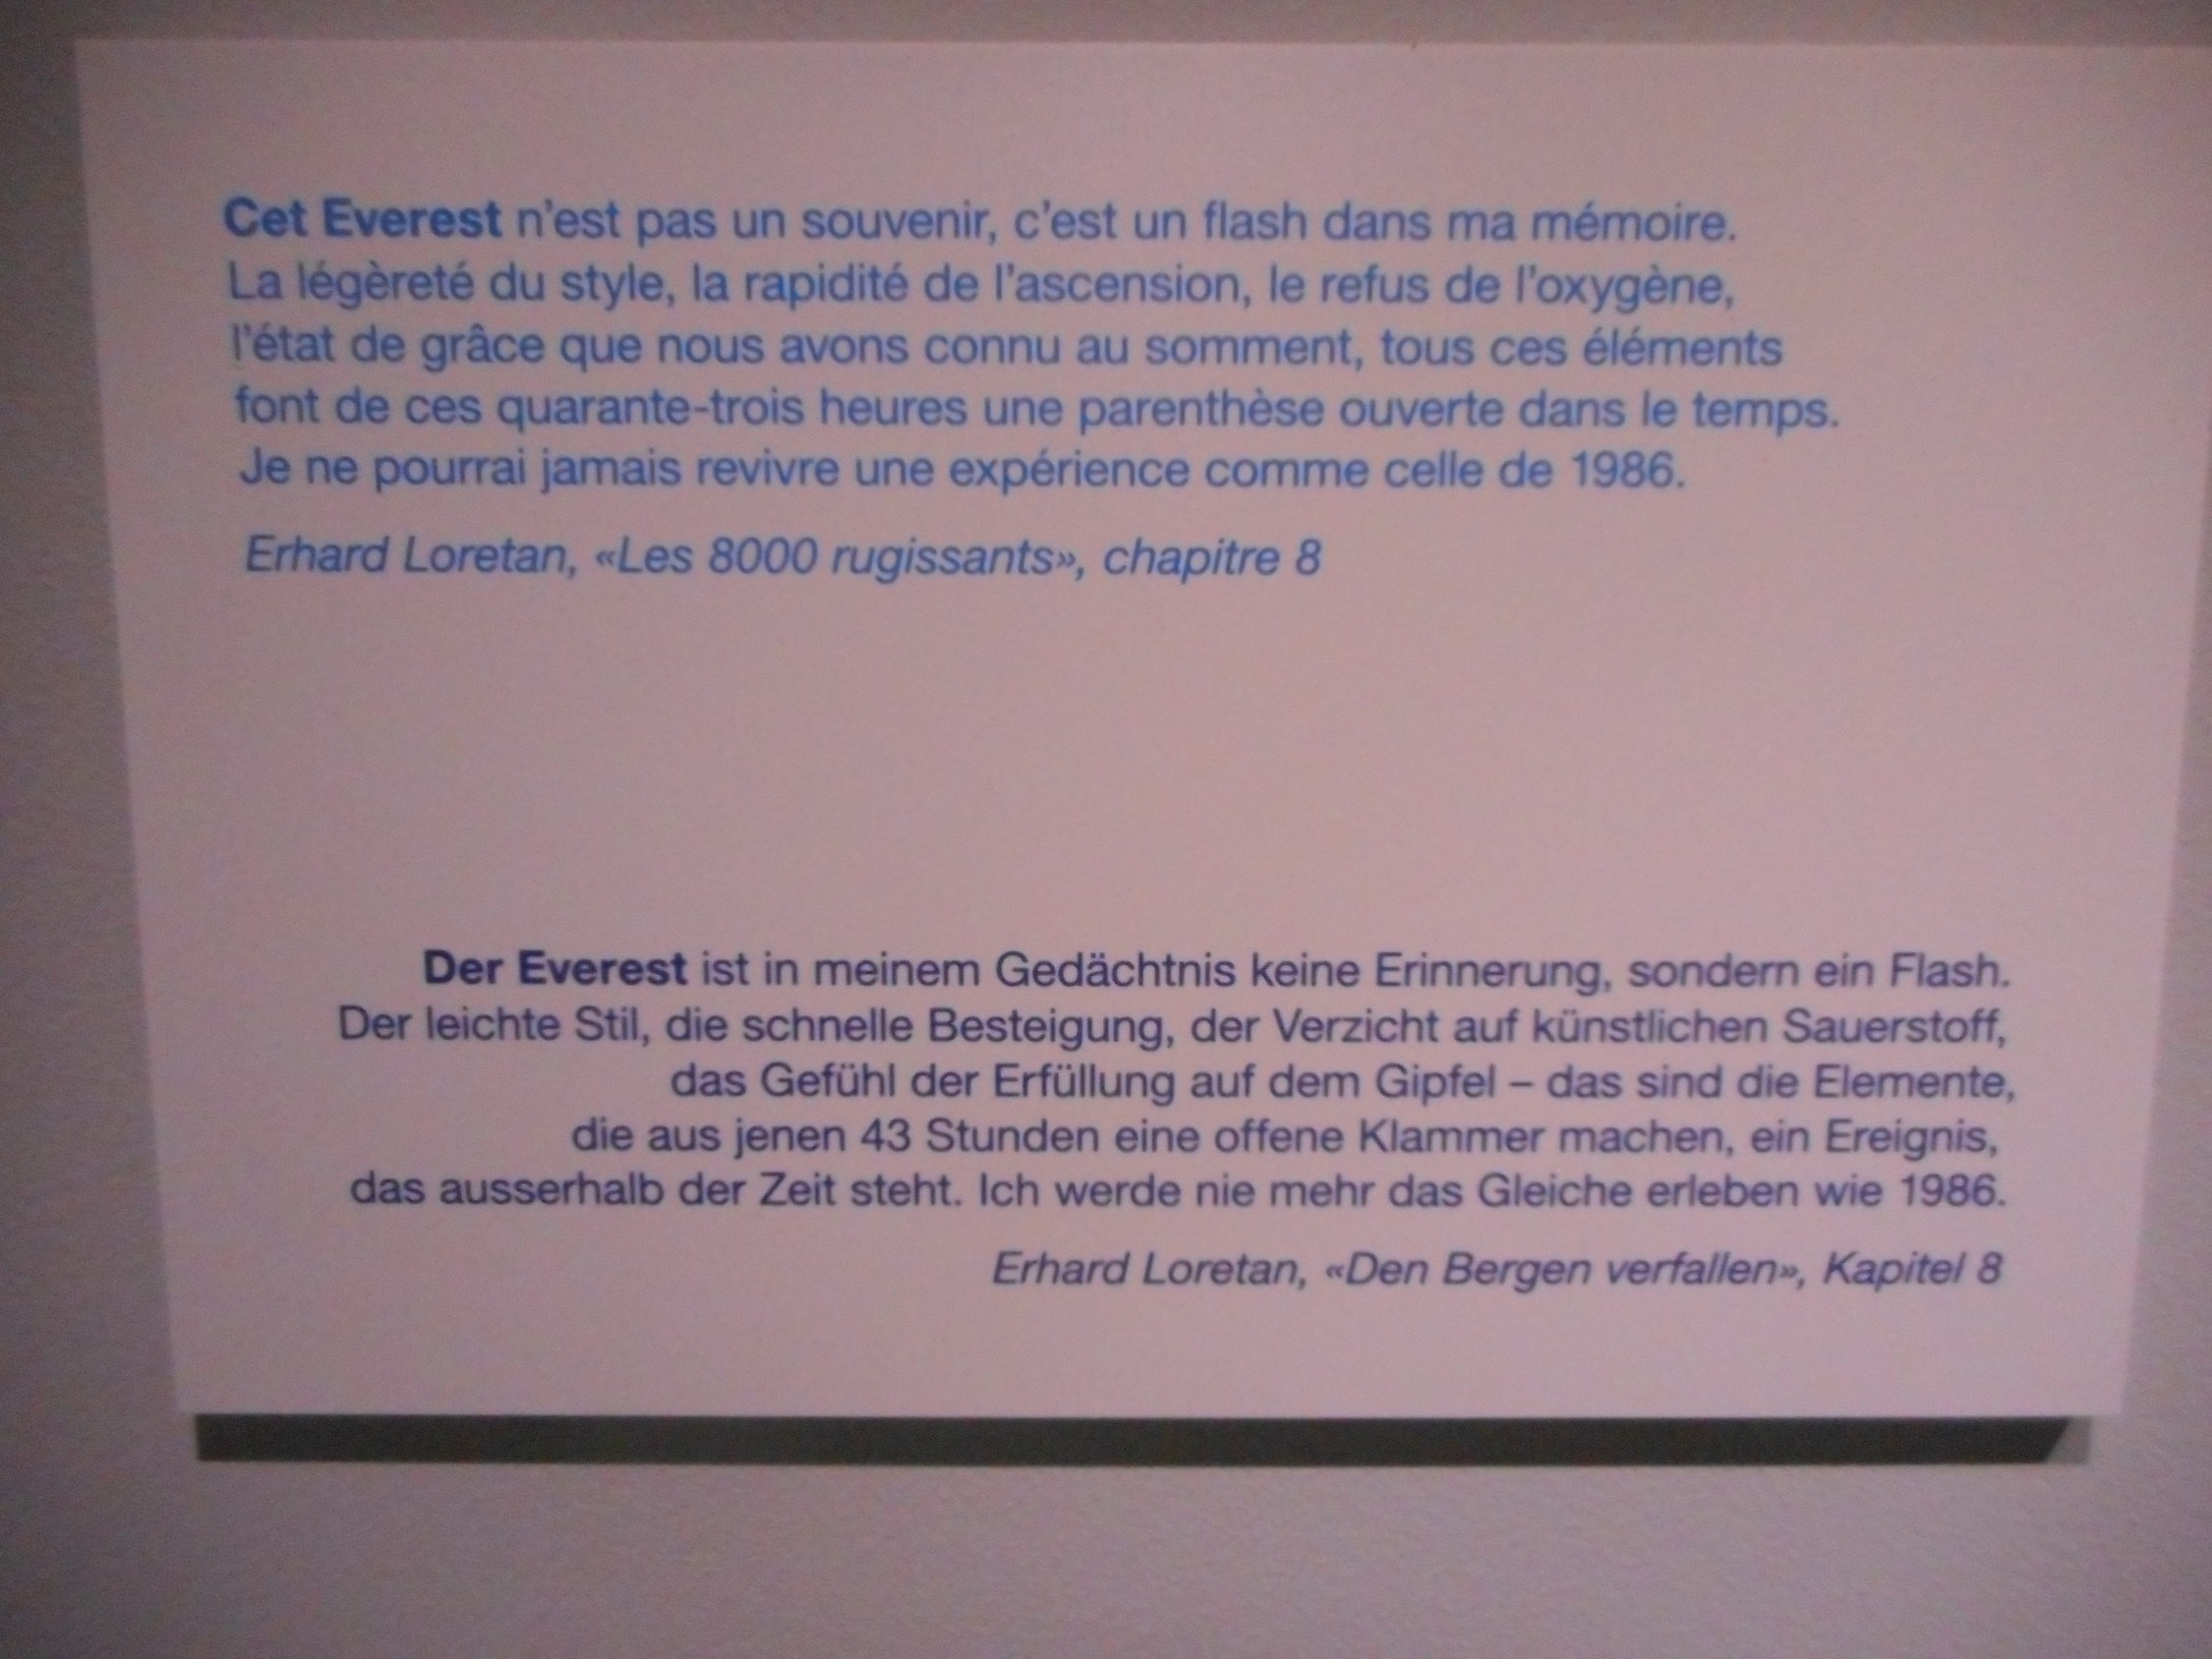 Cet Everest n'est pas un souvenir, c'est un flash dans ma mémoire.
La légèreté du style, la rapidité de l'ascension, le refus de l'oxygène,
l'état de grâce que nous avons connu au somment, tous ces éléments
font de ces quarante-trois heures une parenthèse ouverte dans le temps.
Je ne pourrai jamais revivre une expérience comme celle de 1986.
Erhard Loretan, «Les 8000 rugissants», chapitre 8
Der Everest ist in meinem Gedächtnis keine Erinnerung, sondern ein Flash.
Der leichte Stil, die schnelle Besteigung, der Verzicht auf künstlichen Sauerstoff,
das Gefühl der Erfüllung auf dem Gipfel – das sind die Elemente,
die aus jenen 43 Stunden eine offene Klammer machen, ein Ereignis,
das ausserhalb der Zeit steht. Ich werde nie mehr das Gleiche erleben wie 1986.
Erhard Loretan, «Den Bergen verfallen», Kapitel 8